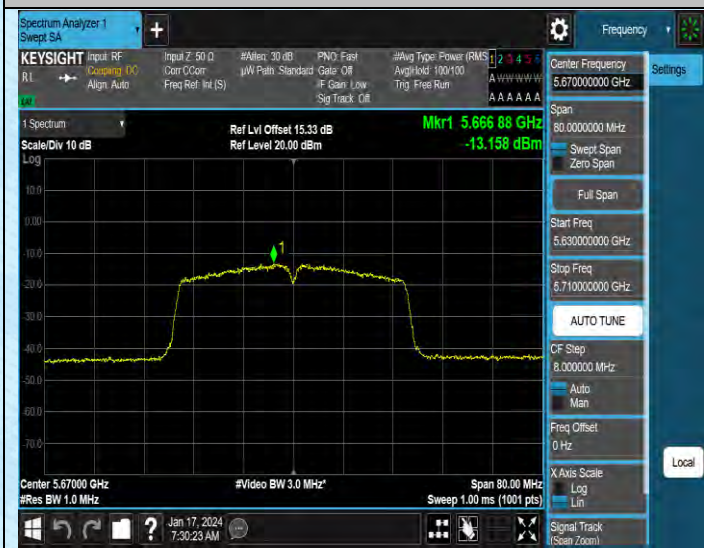 Spectrum Analyzer 1
Swept SA
+
Frequency
KEYSIGHT
RL
Input: RF
Coupling: DC
Align: Auto
Input Z: 50 Ω
Corr CCorr
Freq Ref: Int (S)
#Atten: 30 dB
µW Path: Standard
PNO: Fast
Gate: Off
IF Gain: Low
Sig Track: Off
#Avg Type: Power (RMS
Avg|Hold: 100/100
Trig: Free Run
1 2 3 4 5 6
A W W W W W
A A A A A A
1 Spectrum
Scale/Div 10 dB
Log
Ref Lvl Offset 15.33 dB
Ref Level 20.00 dBm
Mkr1 5.666 88 GHz
-13.158 dBm
10.0
0.00
-10.0
-20.0
-30.0
-40.0
-50.0
-60.0
-70.0
1
Center 5.67000 GHz
#Res BW 1.0 MHz
#Video BW 3.0 MHz*
Span 80.00 MHz
Sweep 1.00 ms (1001 pts)
Center Frequency
5.670000000 GHz
Settings
Span
80.0000000 MHz
Swept Span
Zero Span
Full Span
Start Freq
5.630000000 GHz
Stop Freq
5.710000000 GHz
AUTO TUNE
CF Step
8.000000 MHz
Auto
Man
Freq Offset
0 Hz
X Axis Scale
Log
Lin
Local
Signal Track
(Span Zoom)
?
Jan 17, 2024
7:30:23 AM